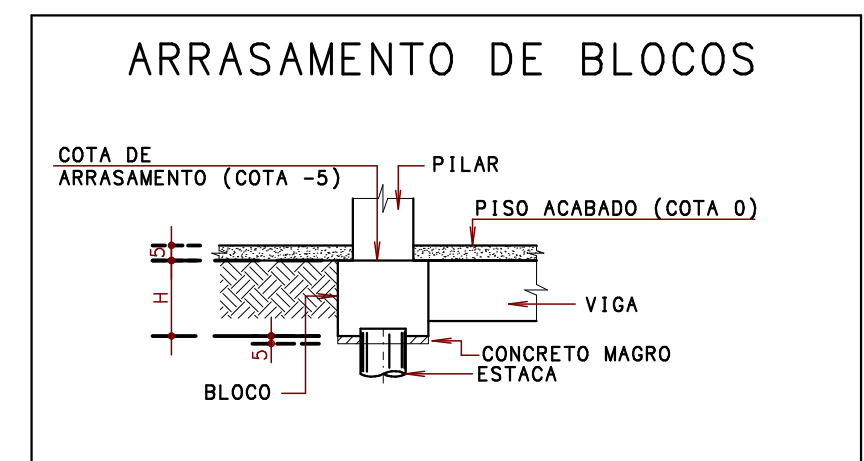 ARRASAMENTO DE BLOCOS
COTA DE
ARRASAMENTO (COTA -5)
PILAR
PISO ACABADO (COTA 0)
5
H
VIGA
5
CONCRETO MAGRO
ESTACA
BLOCO